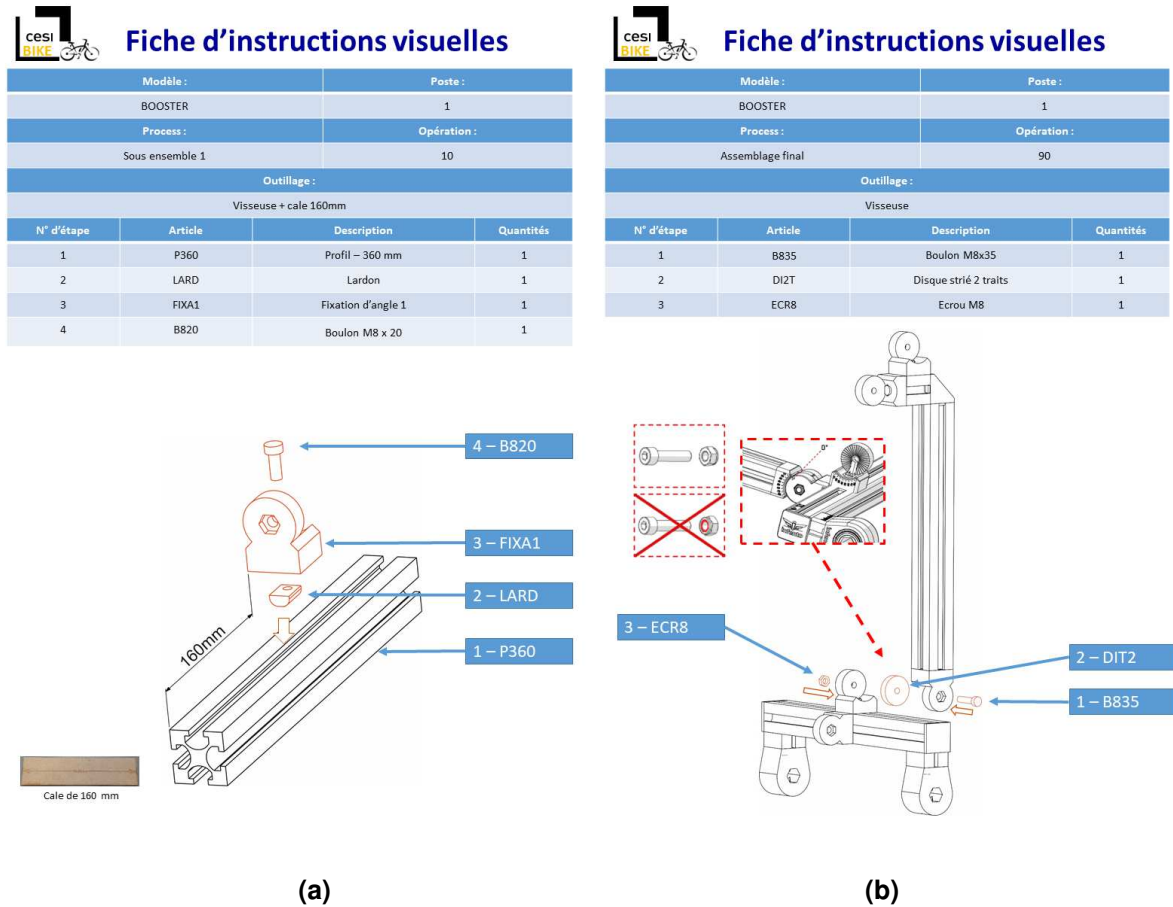 cesi
BIKE
Fiche d’instructions visuelles
Modèle : Poste :
BOOSTER 1
Process : Opération :
Sous ensemble 1 10
Outillage :
Visseuse + cale 160mm
N° d’étape Article Description Quantités
1 P360 Profil – 360 mm 1
2 LARD Lardon 1
3 FIXA1 Fixation d’angle 1 1
4 B820 Boulon M8 x 20 1
4 – B820
3 – FIXA1
2 – LARD
160mm
1 – P360
Cale de 160 mm
(a)
cesi
BIKE
Fiche d’instructions visuelles
Modèle : Poste :
BOOSTER 1
Process : Opération :
Assemblage final 90
Outillage :
Visseuse
N° d’étape Article Description Quantités
1 B835 Boulon M8x35 1
2 DI2T Disque strié 2 traits 1
3 ECR8 Ecrou M8 1
3 – ECR8
2 – DIT2
1 – B835
(b)